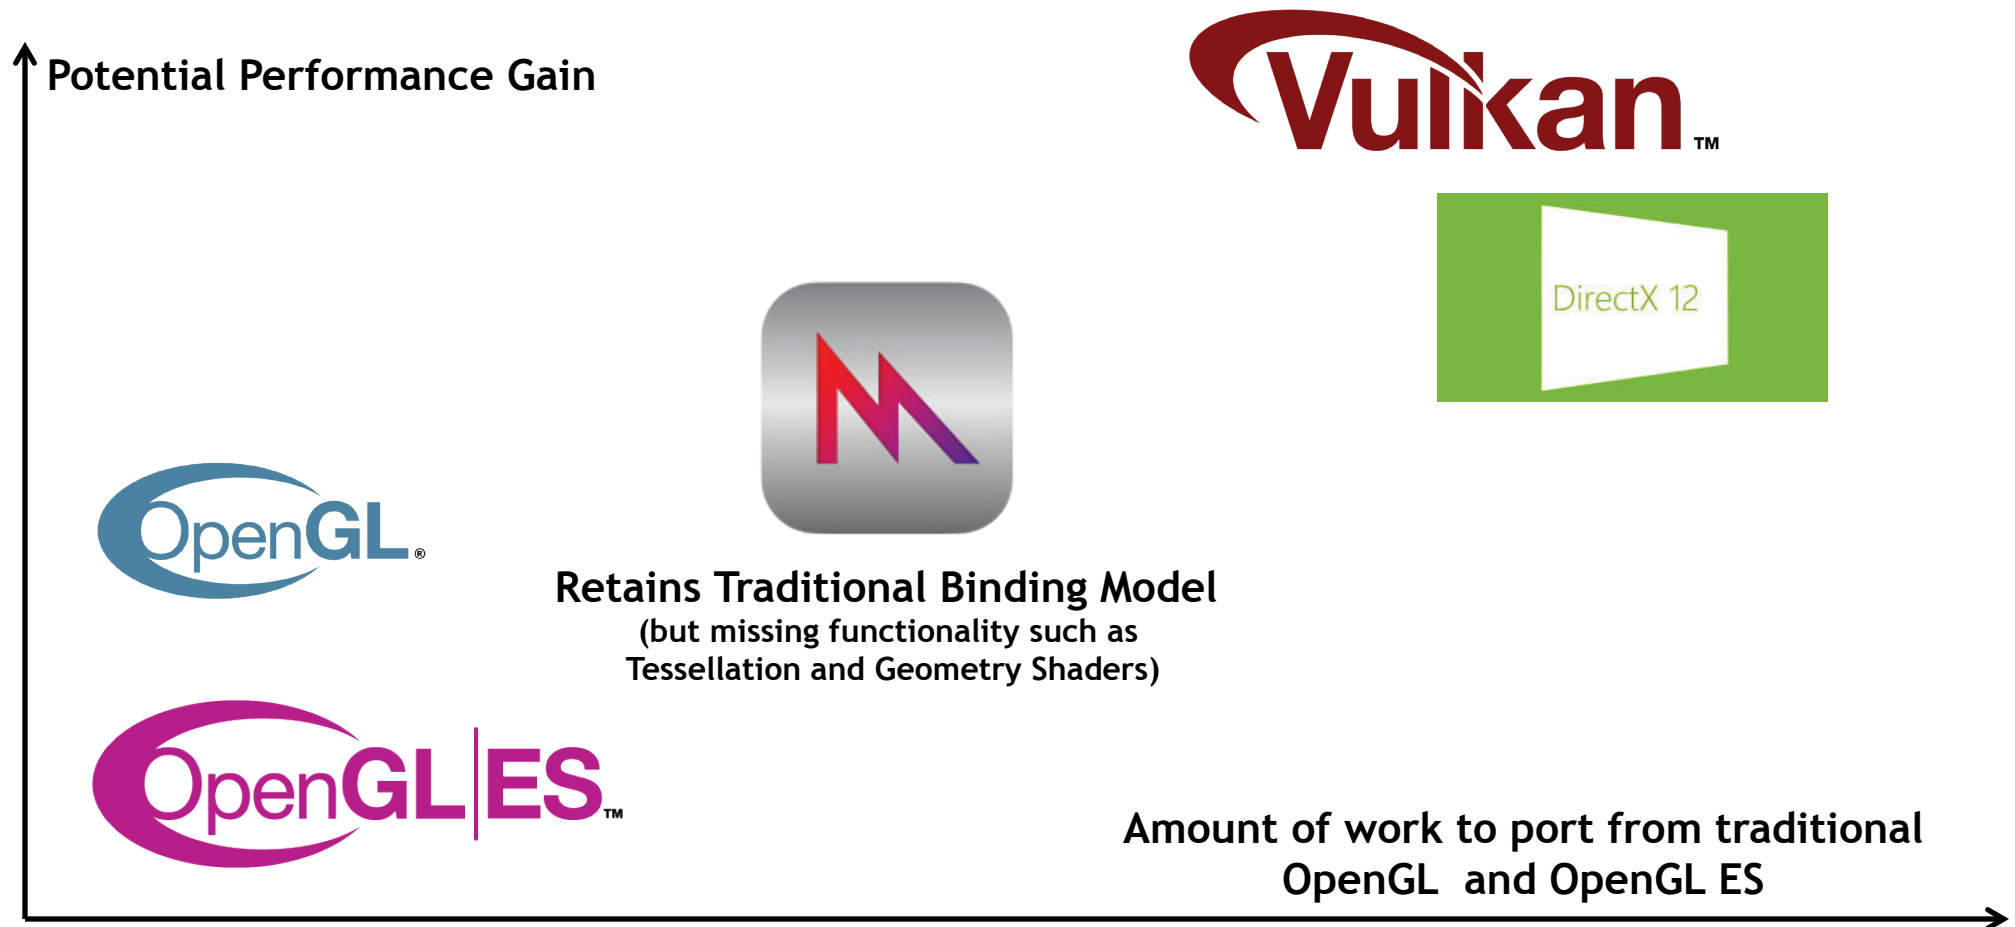 Potential Performance Gain
Vulkan™
DirectX 12
OpenGL®
Retains Traditional Binding Model
(but missing functionality such as
Tessellation and Geometry Shaders)
OpenGL|ES™
Amount of work to port from traditional
OpenGL and OpenGL ES